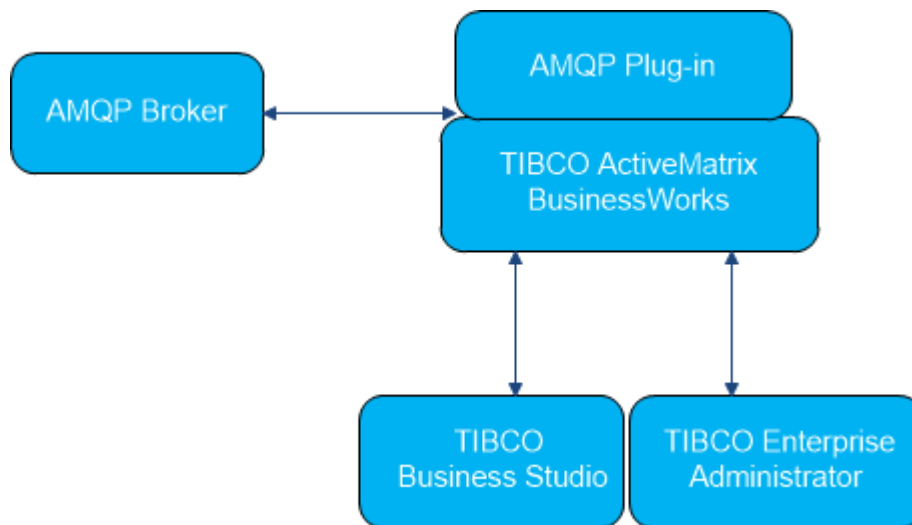 AMQP Plug-in
AMQP Broker
TIBCO ActiveMatrix
BusinessWorks
TIBCO
Business Studio
TIBCO Enterprise
Administrator